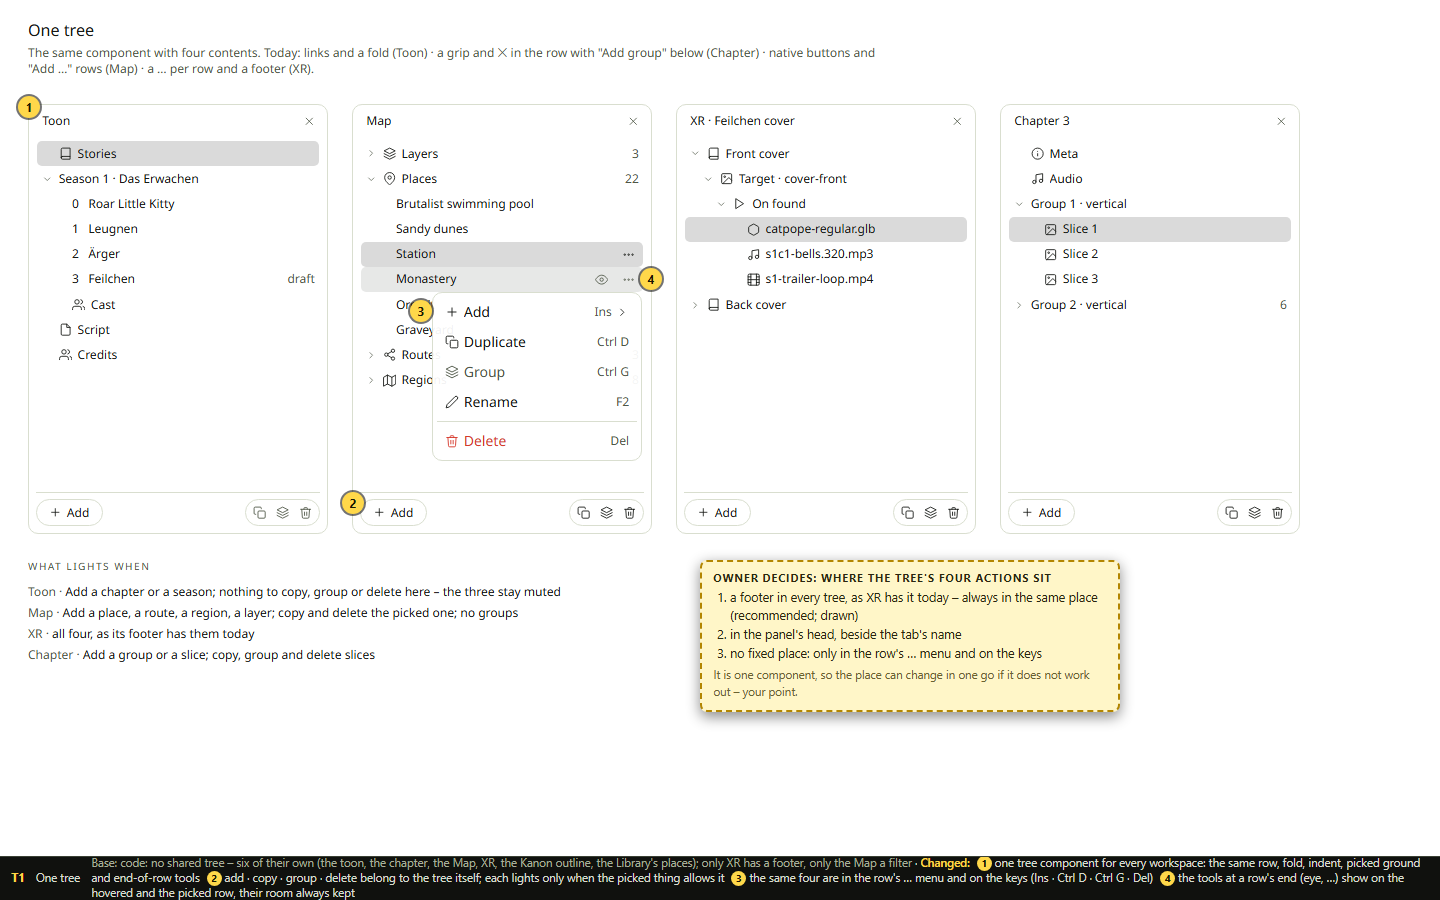 One tree
The same component with four contents. Today: links and a fold (Toon) · a grip and × in the row with "Add group" below (Chapter) · native buttons and
"Add ..." rows (Map) · a ... per row and a footer (XR).
1
Toon
Stories
Season 1 · Das Erwachen
0 Roar Little Kitty
1 Leugnen
2 Ärger
3 Feilchen draft
Cast
Script
Credits
+ Add
Map
Layers 3
Places 22
Brutalist swimming pool
Sandy dunes
Station ...
Monastery ... 4
3
Add Ins
Duplicate Ctrl D
Group Ctrl G
Rename F2
Delete Del
2
+ Add
XR · Feilchen cover
Front cover
Target · cover-front
On found
catpope-regular.glb
s1c1-bells.320.mp3
s1-trailer-loop.mp4
Back cover
+ Add
Chapter 3
Meta
Audio
Group 1 · vertical
Slice 1
Slice 2
Slice 3
Group 2 · vertical 6
+ Add
WHAT LIGHTS WHEN
Toon · Add a chapter or a season; nothing to copy, group or delete here – the three stay muted
Map · Add a place, a route, a region, a layer; copy and delete the picked one; no groups
XR · all four, as its footer has them today
Chapter · Add a group or a slice; copy, group and delete slices
OWNER DECIDES: WHERE THE TREE'S FOUR ACTIONS SIT
1. a footer in every tree, as XR has it today – always in the same place
(recommended; drawn)
2. in the panel's head, beside the tab's name
3. no fixed place: only in the row's ... menu and on the keys
It is one component, so the place can change in one go if it does not work
out – your point.
T1 One tree
Base: code: no shared tree – six of their own (the toon, the chapter, the Map, XR, the Kanon outline, the Library's places); only XR has a footer, only the Map a filter · Changed: 1 one tree component for every workspace: the same row, fold, indent, picked ground
and end-of-row tools 2 add · copy · group · delete belong to the tree itself; each lights only when the picked thing allows it 3 the same four are in the row's ... menu and on the keys (Ins · Ctrl D · Ctrl G · Del) 4 the tools at a row's end (eye, ...) show on the
hovered and the picked row, their room always kept